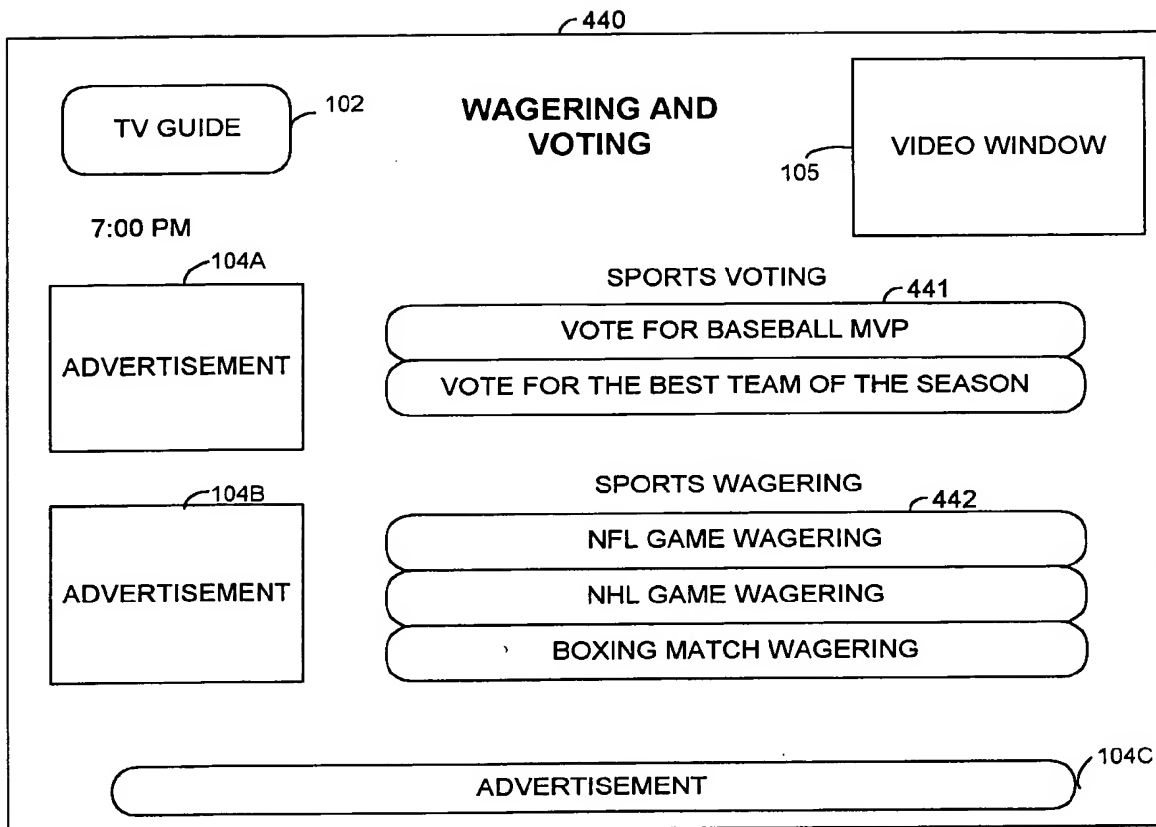 440
TV GUIDE
102
WAGERING AND
VOTING
VIDEO WINDOW
105
7:00 PM
104A
ADVERTISEMENT
SPORTS VOTING
441
VOTE FOR BASEBALL MVP
VOTE FOR THE BEST TEAM OF THE SEASON
104B
ADVERTISEMENT
SPORTS WAGERING
442
NFL GAME WAGERING
NHL GAME WAGERING
BOXING MATCH WAGERING
ADVERTISEMENT
104C